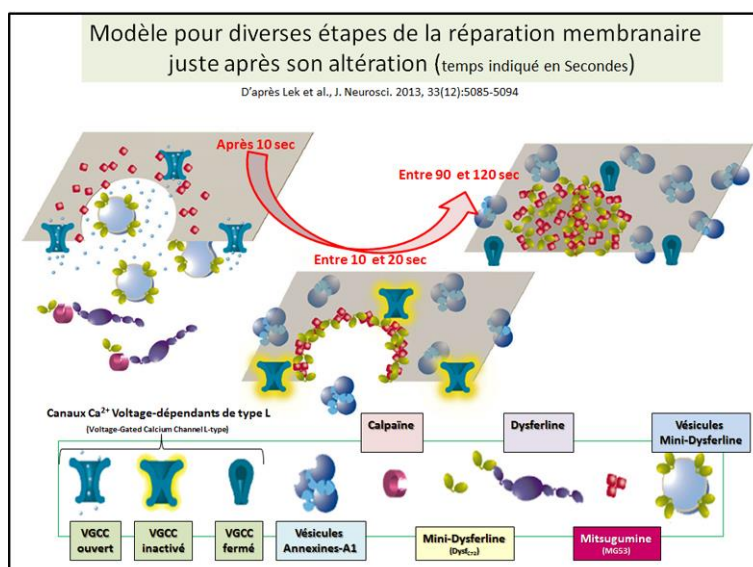 Modèle pour diverses étapes de la réparation membranaire
juste après son altération (temps indiqué en Secondes)
D'après Lek et al., J. Neurosci. 2013, 33(12):5085-5094
Après 10 sec
Entre 90 et 120 sec
Entre 10 et 20 sec
Canaux Ca²⁺ Voltage-dépendants de type L
(Voltage-Gated Calcium Channel L-type)
Calpaïne
Dysferline
Vésicules
Mini-Dysferline
VGCC
ouvert
VGCC
inactivé
VGCC
fermé
Vésicules
Annexines-A1
Mini-Dysferline
(Dysf_C72)
Mitsugumine
(MG53)